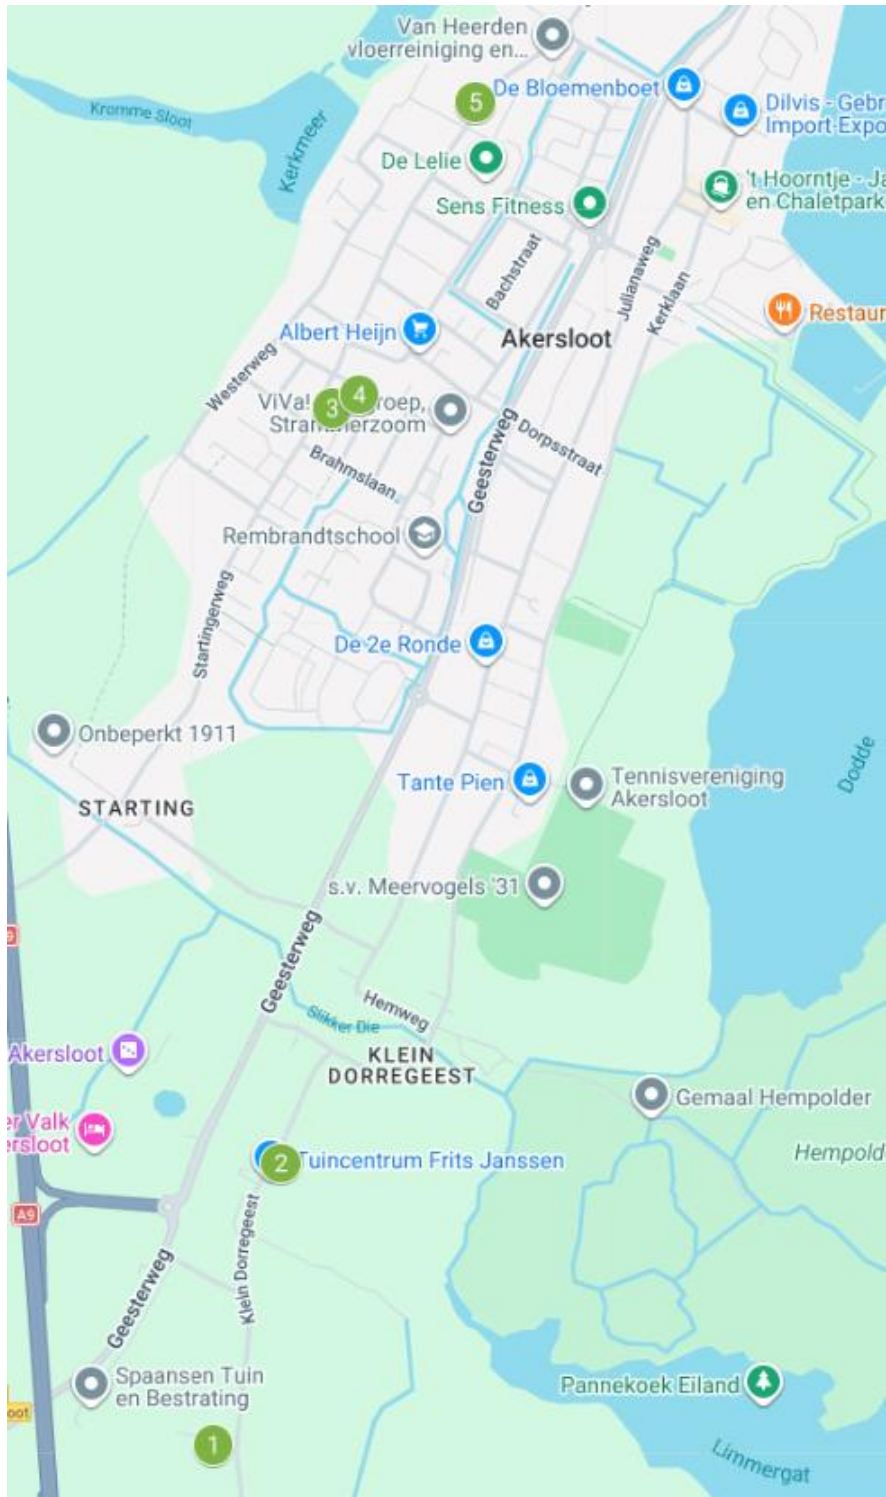 Van Heerden
vloerreiniging en...
5
De Bloemenboet
Dilvis - Gebr
Import-Expo
Kromme Sloot
Kerkmeer
De Lelie
't Hoorntje - Ja
en Chaletpark
Sens Fitness
Bachstraat
Julianaweg
Kerklaan
Restaur
Albert Heijn
Akersloot
Westerweg
ViVa!
roep,
3
4
Geesterweg
Dorpsstraat
Brahmslaan
Rembrandtschool
Startingerweg
De 2e Ronde
Onbeperkt 1911
Tante Pien
Tennisvereniging
Akersloot
Dodde
STARTING
s.v. Meervogels '31
Geesterweg
9
Hemweg
Slikker Die
Akersloot
KLEIN
DORREGEEST
Gemaal Hempolder
er Valk
ersloot
Hempold
2
Tuincentrum Frits Janssen
A9
Klein Dorregeest
Geesterweg
Spaansen Tuin
en Bestrating
Pannekoek Eiland
oot
1
Limmergat